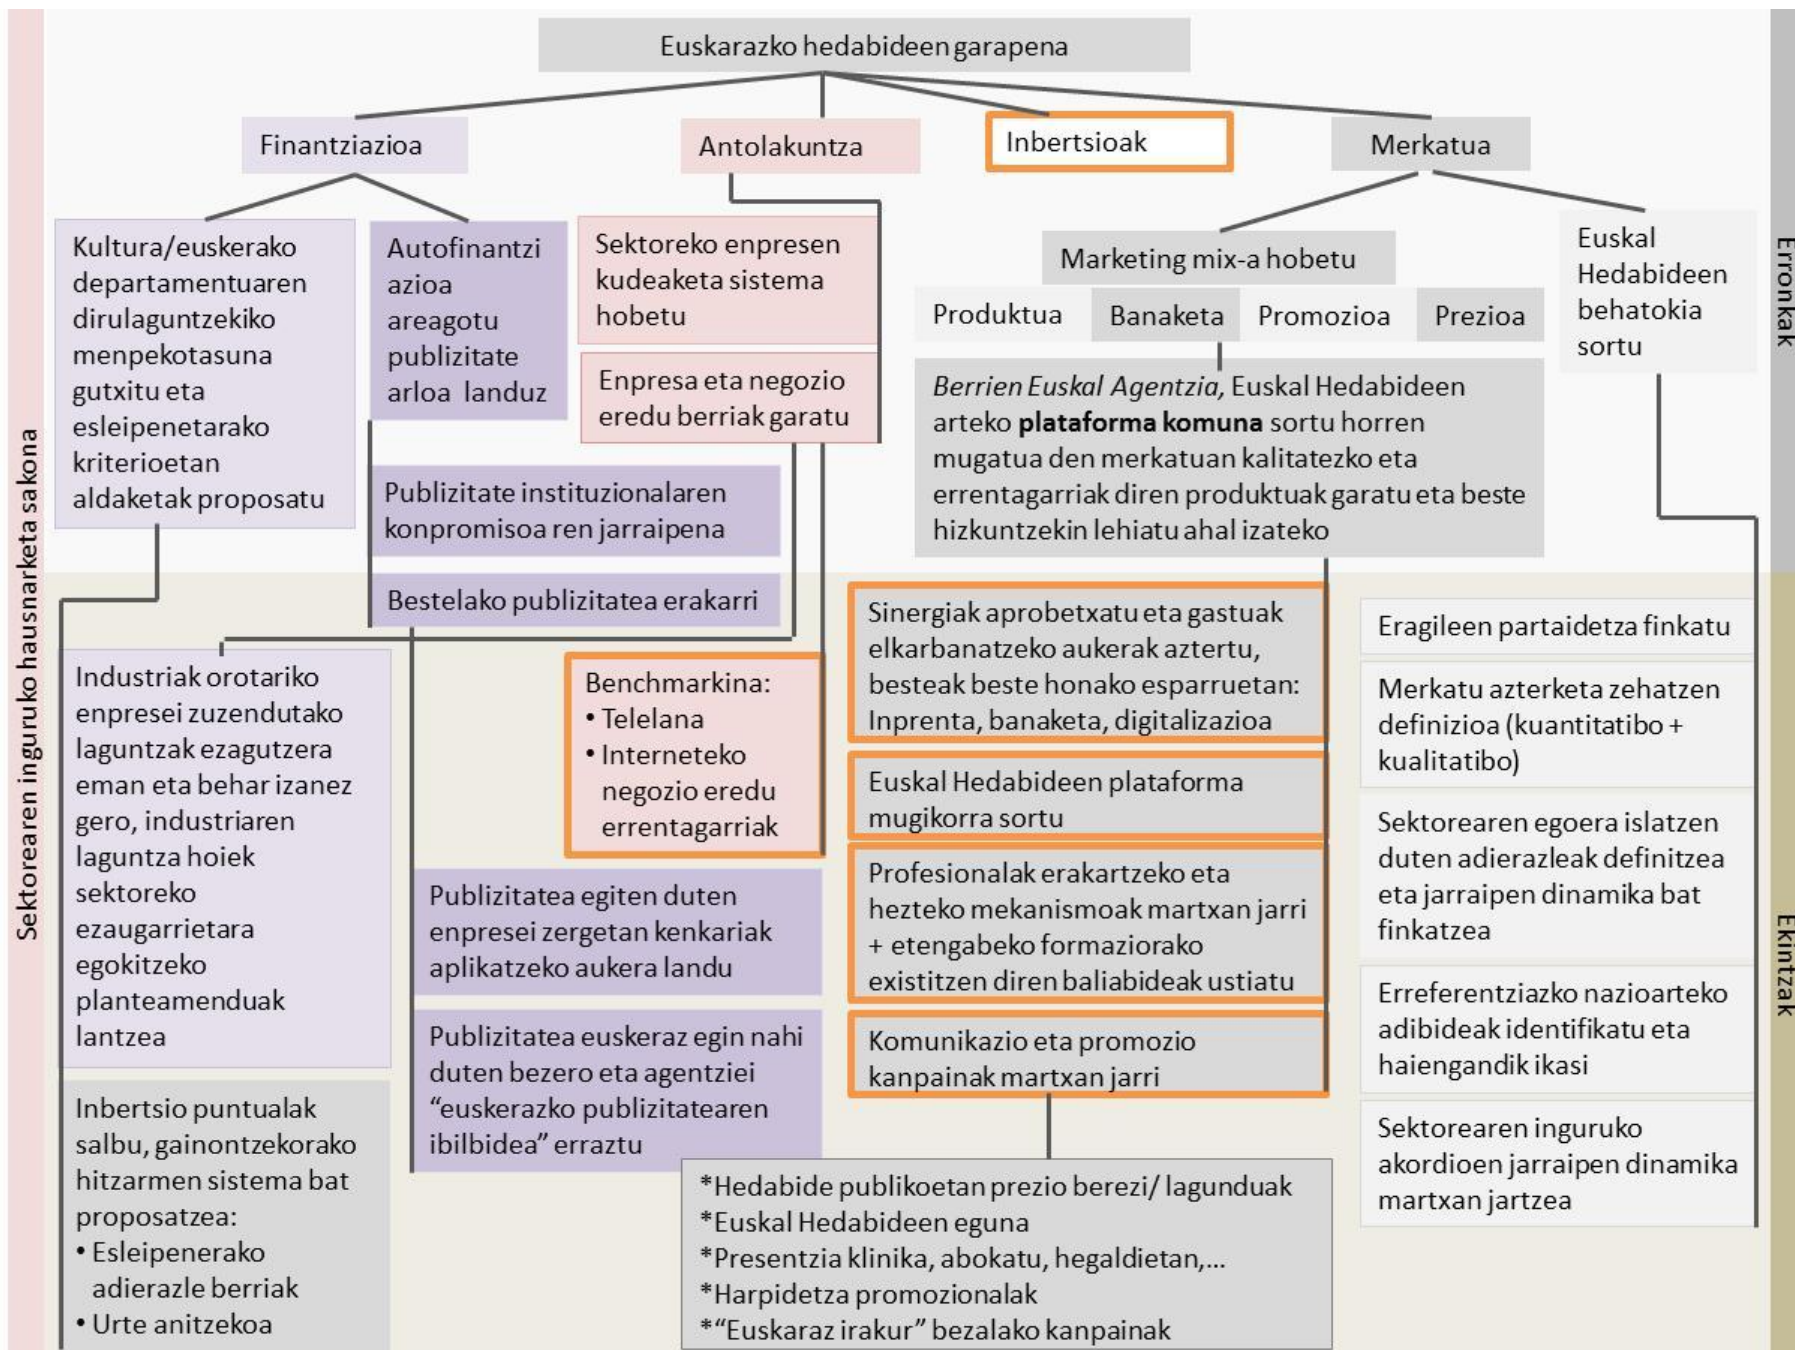 Euskarazko hedabideen garapena
Finantziazioa
Antolakuntza
Inbertsioak
Merkatua
Kultura/euskerako
departamentuaren
dirulaguntzekiko
menpekotasuna
gutxitu eta
esleipenetarako
kriterioetan
aldaketak proposatu
Autofinantzi
azioa
areagotu
publizitate
arloa landuz
Sektoreko enpresen
kudeaketa sistema
hobetu
Enpresa eta negozio
eredu berriak garatu
Marketing mix-a hobetu
Produktua
Banaketa
Promozioa
Prezioa
Euskal
Hedabideen
behatokia
sortu
Berrien Euskal Agentzia, Euskal Hedabideen
arteko plataforma komuna sortu horren
mugatua den merkatuan kalitatezko eta
errentagarriak diren produktuak garatu eta beste
hizkuntzekin lehiatu ahal izateko
Publizitate instituzionalaren
konpromisoa ren jarraipena
Bestelako publizitatea erakarri
Erronkak
Sektorearen inguruko hausnarketa sakona
Industriak orotariko
enpresei zuzendutako
laguntzak ezagutzera
eman eta behar izanez
gero, industriaren
laguntza hoiek
sektoreko
ezaugarrietara
egokitzeko
planteamenduak
lantzea
Inbertsio puntualak
salbu, gainontzekorako
hitzarmen sistema bat
proposatzea:
• Esleipenerako
adierazle berriak
• Urte anitzekoa
Benchmarkina:
• Telelana
• Interneteko
negozio eredu
errentagarriak
Publizitatea egiten duten
enpresei zergetan kenkariak
aplikatzeko aukera landu
Publizitatea euskeraz egin nahi
duten bezero eta agentziei
“euskerazko publizitatearen
ibilbidea” erraztu
Sinergiak aprobetxatu eta gastuak
elkarbanatzeko aukerak aztertu,
besteak beste honako esparruetan:
Inprenta, banaketa, digitalizazioa
Euskal Hedabideen plataforma
mugikorra sortu
Profesionalak erakartzeko eta
hezteko mekanismoak martxan jarri
+ etengabeko formaziorako
existitzen diren baliabideak ustiatu
Komunikazio eta promozio
kanpainak martxan jarri
*Hedabide publikoetan prezio berezi/ lagunduak
*Euskal Hedabideen eguna
*Presentzia klinika, abokatu, hegaldietan,...
*Harpidetza promozionalak
*“Euskaraz irakur” bezalako kanpainak
Eragileen partaidetza finkatu
Merkatu azterketa zehatzen
definizioa (kuantitatibo +
kualitatibo)
Sektorearen egoera islatzen
duten adierazleak definitzea
eta jarraipen dinamika bat
finkatzea
Erreferentziazko nazioarteko
adibideak identifikatu eta
haiengandik ikasi
Sektorearen inguruko
akordioen jarraipen dinamika
martxan jartzea
Ekintzak